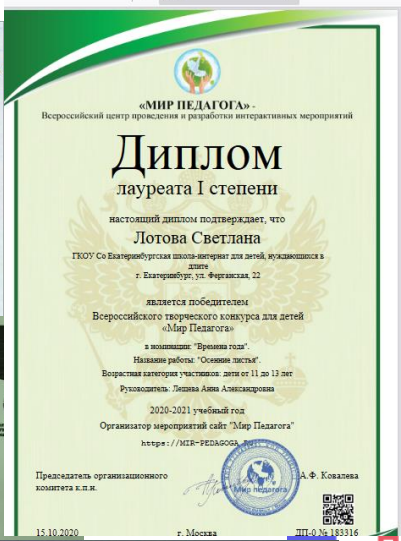 «МИР ПЕДАГОГА» -
Всероссийский центр проведения и разработки интерактивных мероприятий
Диплом
лауреата I степени
настоящий диплом подтверждает, что
Лотова Светлана
ГКОУ Со Екатеринбургская школа-интернат для детей, нуждающихся в
длите
г. Екатеринбург, ул. Ферганская, 22
является победителем
Всероссийского творческого конкурса для детей
«Мир Педагога»
в номинации: "Времена года".
Название работы: "Осенние листья".
Возрастная категория участников: дети от 11 до 13 лет
Руководитель: Лешева Анна Александровна
2020-2021 учебный год
Организатор мероприятий сайт "Мир Педагога"
https://MIR-PEDAGOGA
Председатель организационного
комитета к.п.н.
А.Ф. Ковалева
Мир педагога
15.10.2020
г. Москва
ДП-0 № 183316